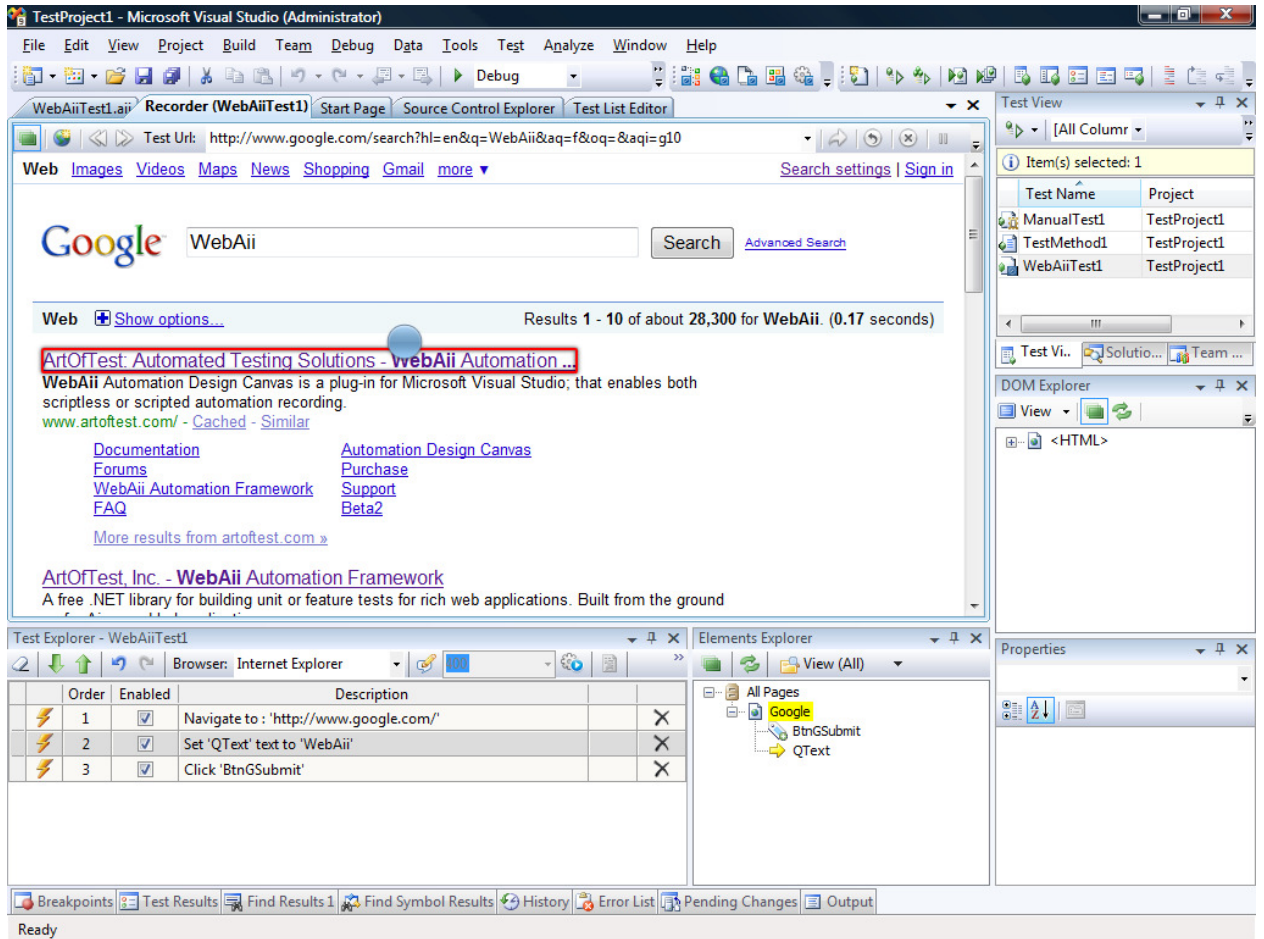 TestProject1 - Microsoft Visual Studio (Administrator)
File Edit View Project Build Team Debug Data Tools Test Analyze Window Help
Debug
WebAiiTest1.aii Recorder (WebAiiTest1) Start Page Source Control Explorer Test List Editor
Test Url: http://www.google.com/search?hl=en&q=WebAii&aq=f&oq=&aqi=g10
Web Images Videos Maps News Shopping Gmail more ▼ Search settings | Sign in
Google WebAii Search Advanced Search
Web Show options... Results 1 - 10 of about 28,300 for WebAii. (0.17 seconds)
ArtOfTest: Automated Testing Solutions - WebAii Automation ...
WebAii Automation Design Canvas is a plug-in for Microsoft Visual Studio; that enables both
scriptless or scripted automation recording.
www.artoftest.com/ - Cached - Similar
Documentation Automation Design Canvas
Forums Purchase
WebAii Automation Framework Support
FAQ Beta2
More results from artoftest.com »
ArtOfTest, Inc. - WebAii Automation Framework
A free .NET library for building unit or feature tests for rich web applications. Built from the ground
Test View
[All Columr
Item(s) selected: 1
Test Name Project
ManualTest1 TestProject1
TestMethod1 TestProject1
WebAiiTest1 TestProject1
Test Vi.. Solutio... Team ...
DOM Explorer
View
<HTML>
Test Explorer - WebAiiTest1
Browser: Internet Explorer 100
Order Enabled Description
1 Navigate to : 'http://www.google.com/'
2 Set 'QText' text to 'WebAii'
3 Click 'BtnGSubmit'
Elements Explorer
View (All)
All Pages
Google
BtnGSubmit
QText
Properties
Breakpoints Test Results Find Results 1 Find Symbol Results History Error List Pending Changes Output
Ready